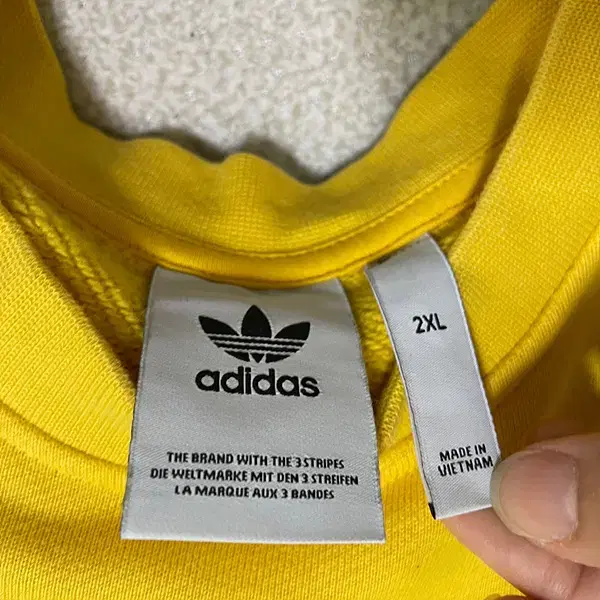 adidas
THE BRAND WITH THE 3 STRIPES
DIE WELTMARKE MIT DEN 3 STREIFEN
LA MARQUE AUX 3 BANDES
2XL
MADE IN
VIETNAM